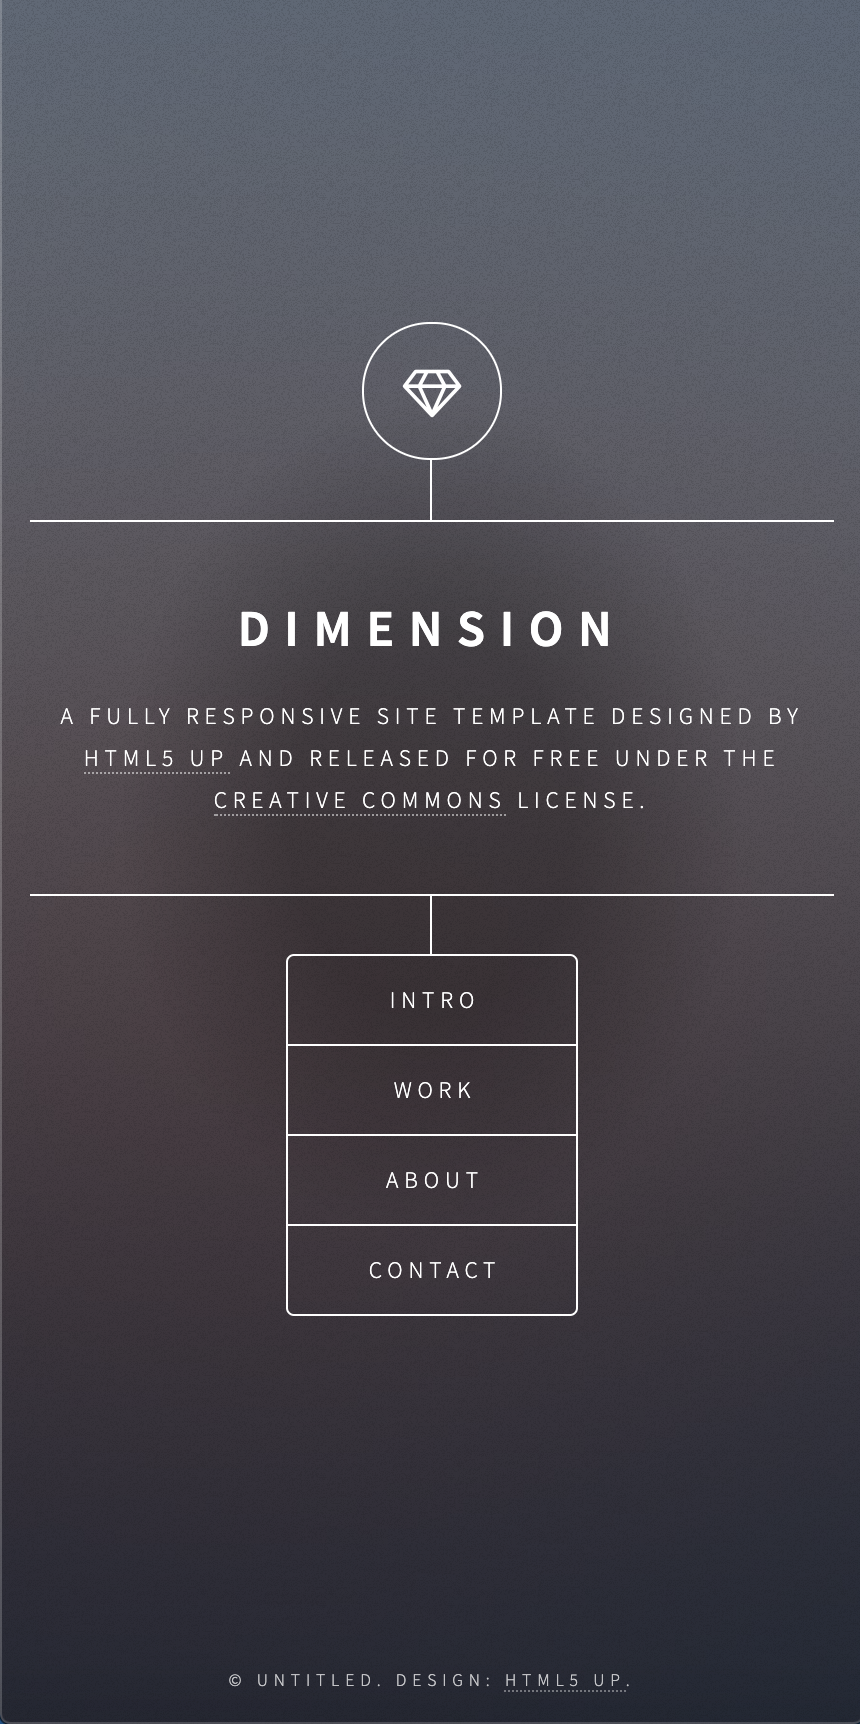 DIMENSION
A FULLY RESPONSIVE SITE TEMPLATE DESIGNED BY
HTML5 UP AND RELEASED FOR FREE UNDER THE
CREATIVE COMMONS LICENSE.
INTRO
WORK
ABOUT
CONTACT
© UNTITLED. DESIGN: HTML5 UP.